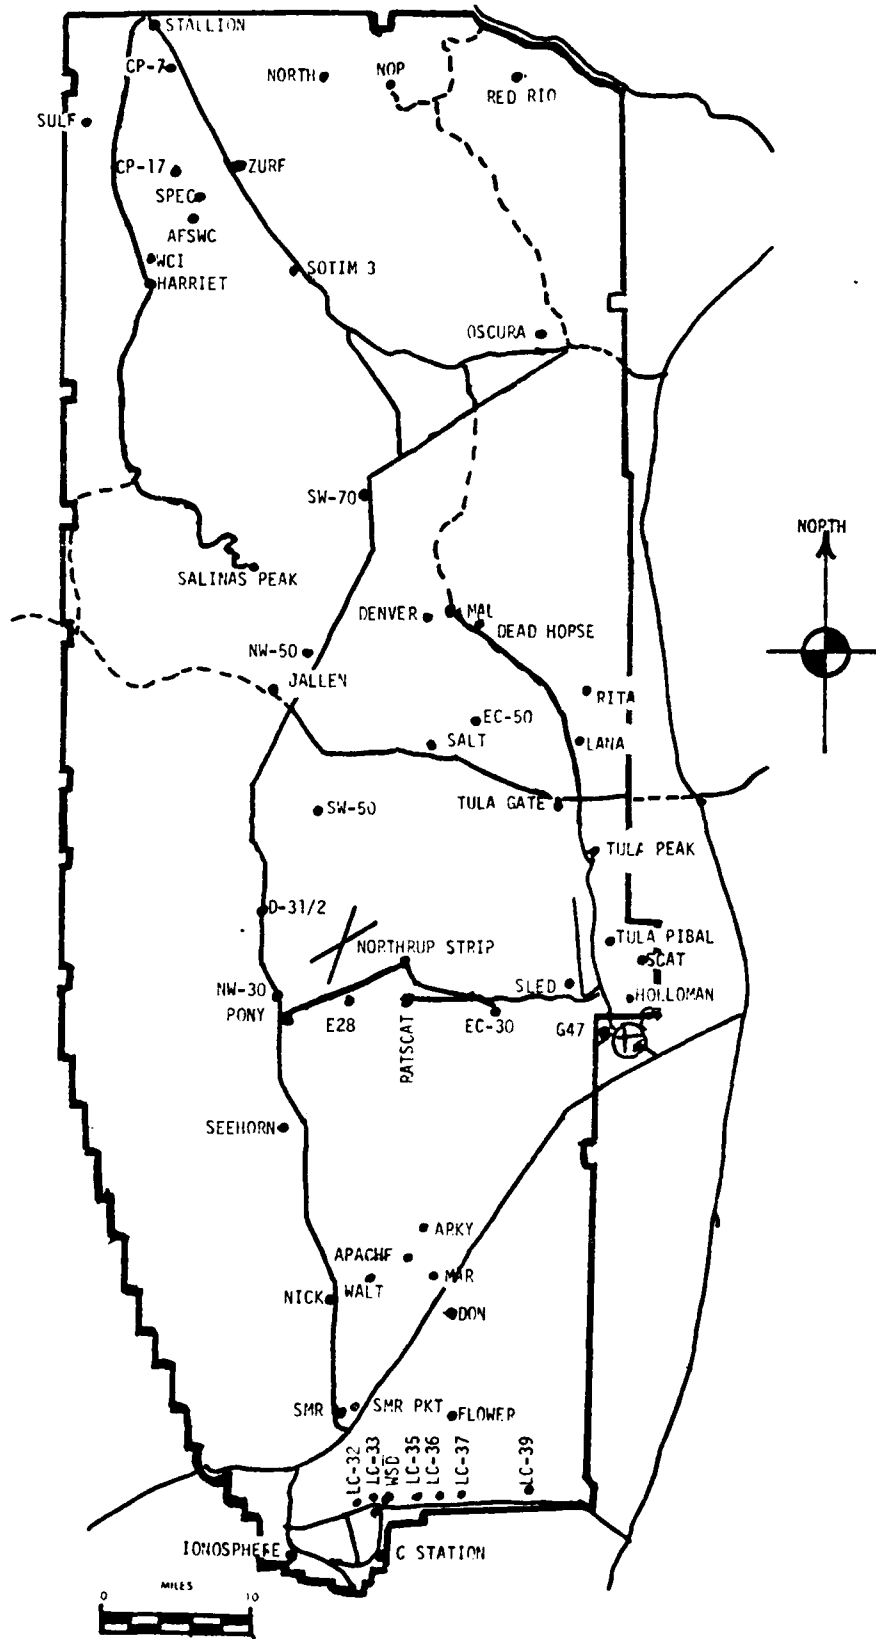 STALLION
CP-7
NORTH
NOP
RED RIO
SULF
CP-17
ZURF
SPEC
AFSWC
WCI
HARRIET
SOTIM 3
OSCURA
SW-70
NORTH
SALINAS PEAK
DENVER
MAL
DEAD HOPSE
NW-50
JALLEN
RITA
EC-50
SALT
LANA
TULA GATE
SW-50
TULA PEAK
D-31/2
NORTHRUP STRIP
TULA PIBAL
SCAT
NW-30
SLED
HOLLOMAN
PONY
E28
RATSCAT
EC-30
G47
SEEHORN
APKY
APACHE
MAR
WALT
NICK
DON
SMR
SMR PKT
FLOWER
LC-32
LC-33
WSD
LC-35
LC-36
LC-37
LC-39
IONOSPHERE
C STATION
MILES
0 10